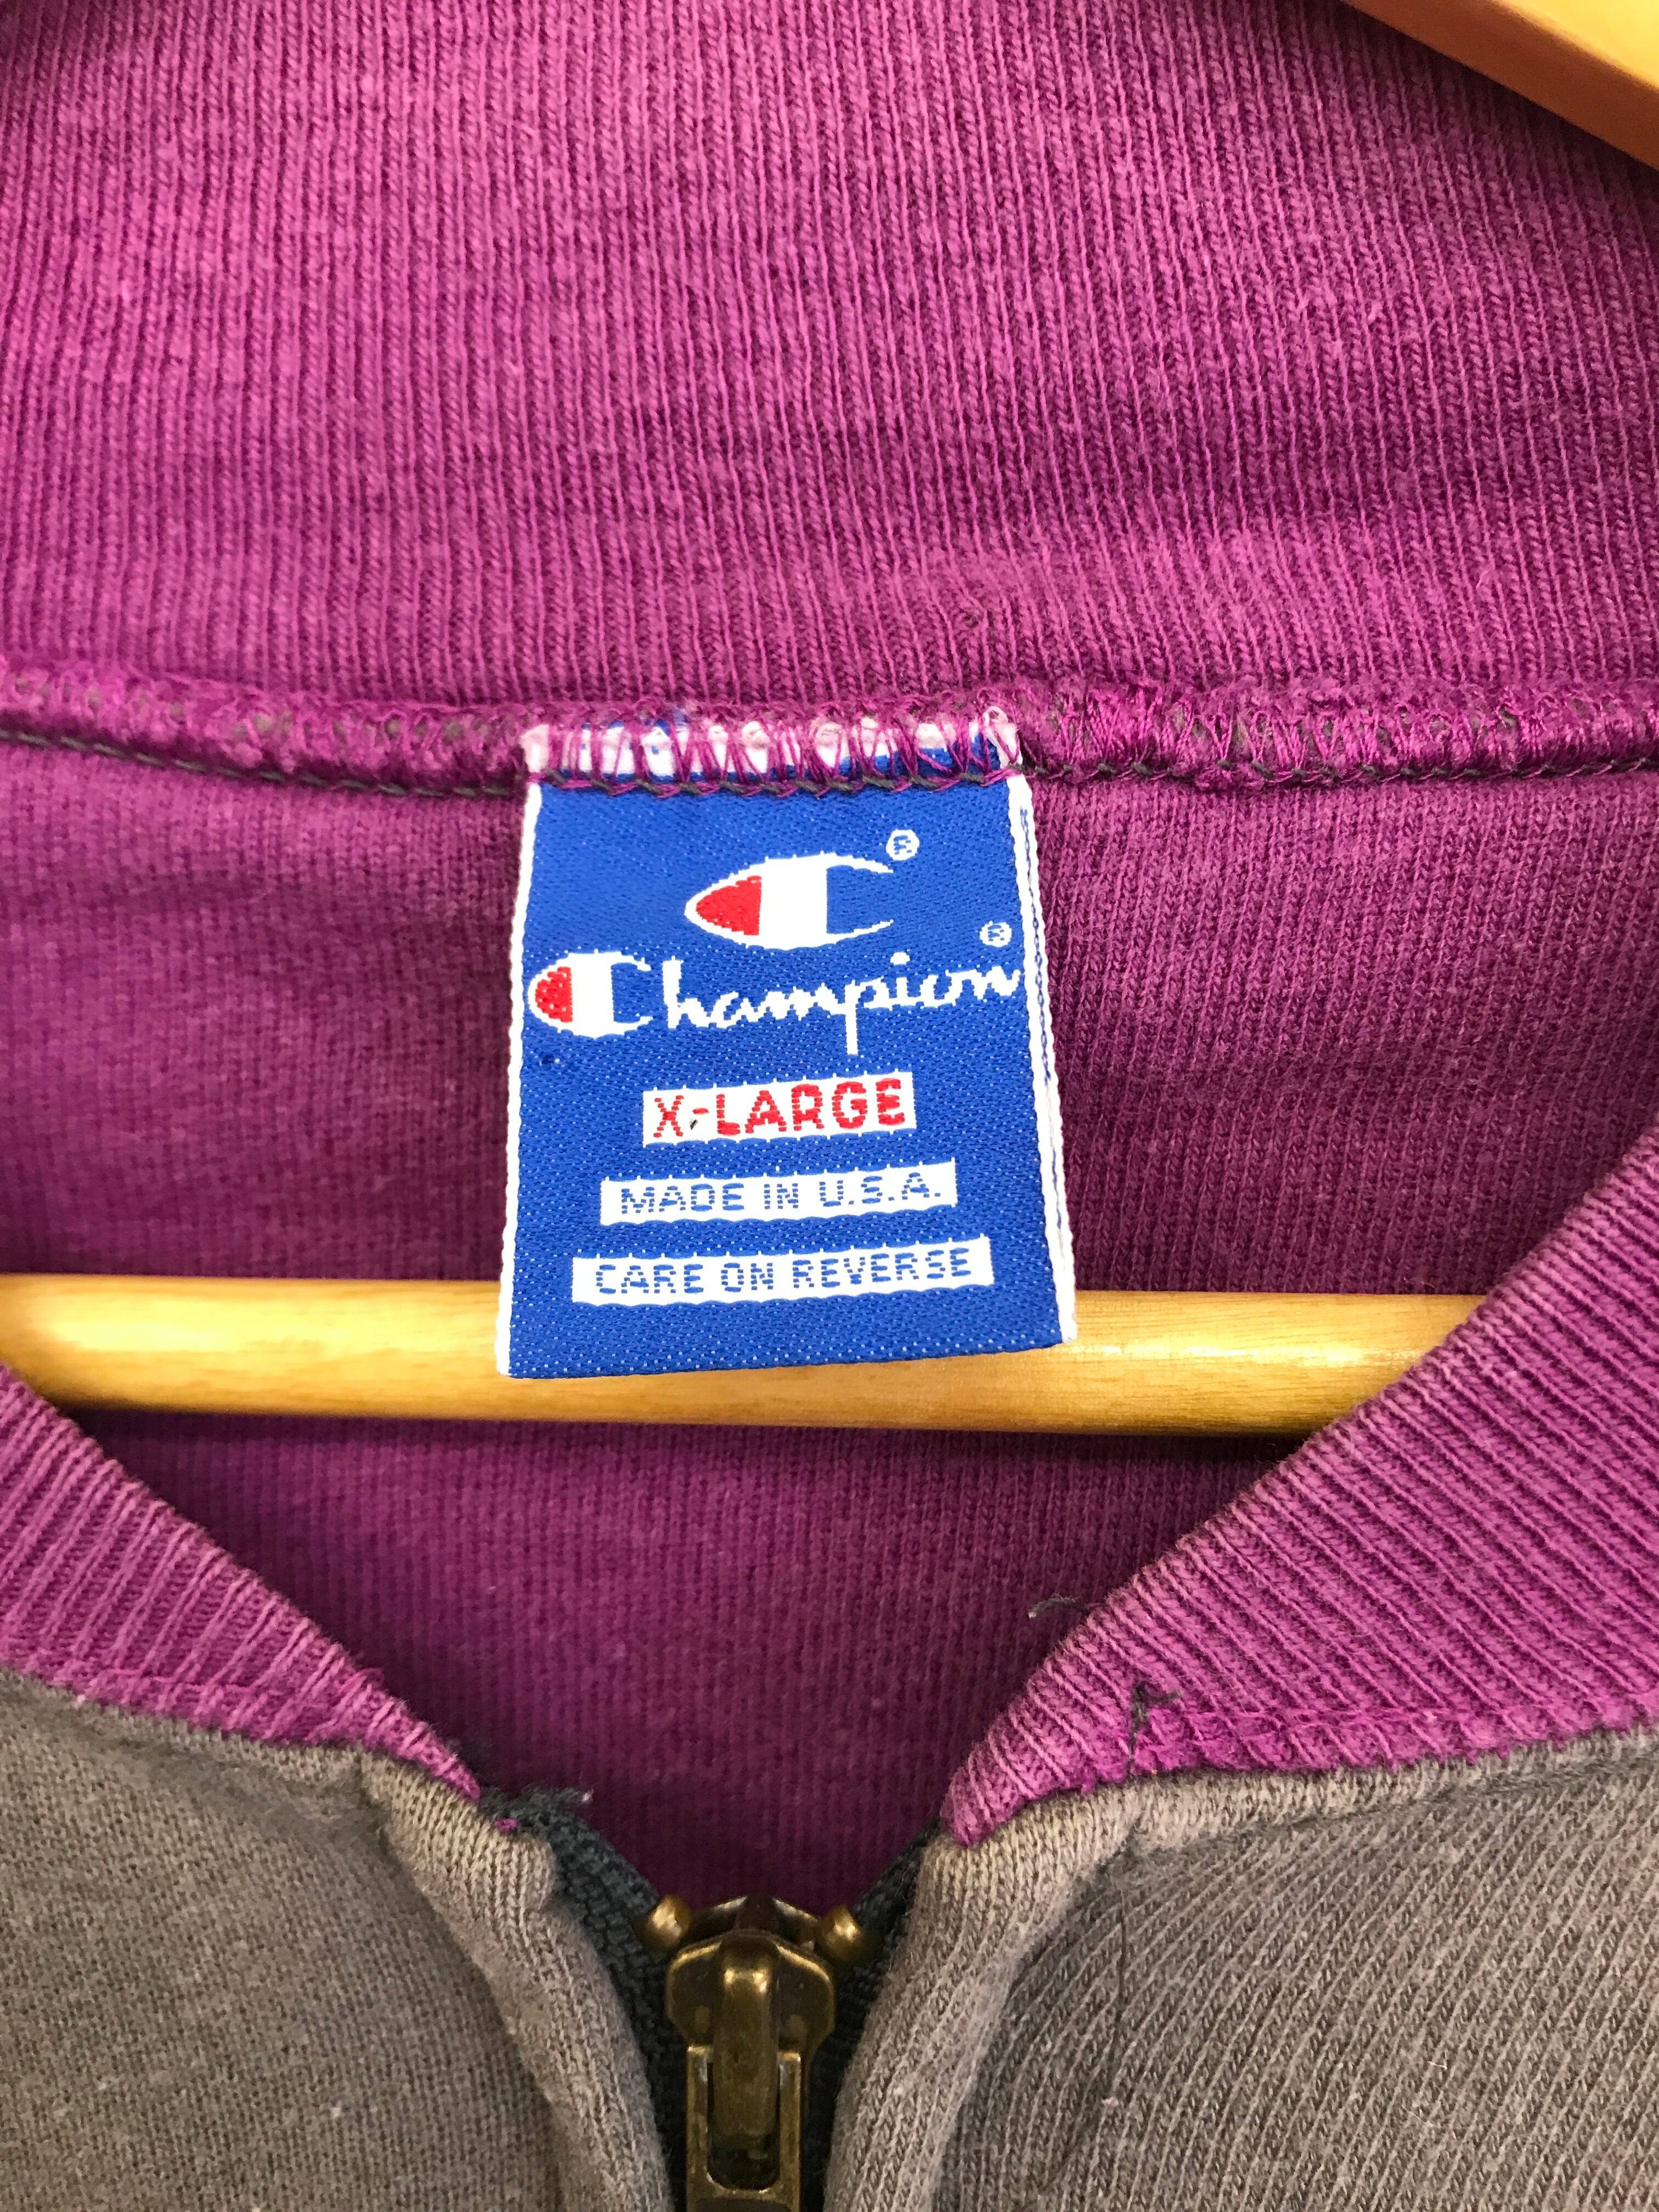 ®
Champion®
X-LARGE
MADE IN U.S.A.
CARE ON REVERSE